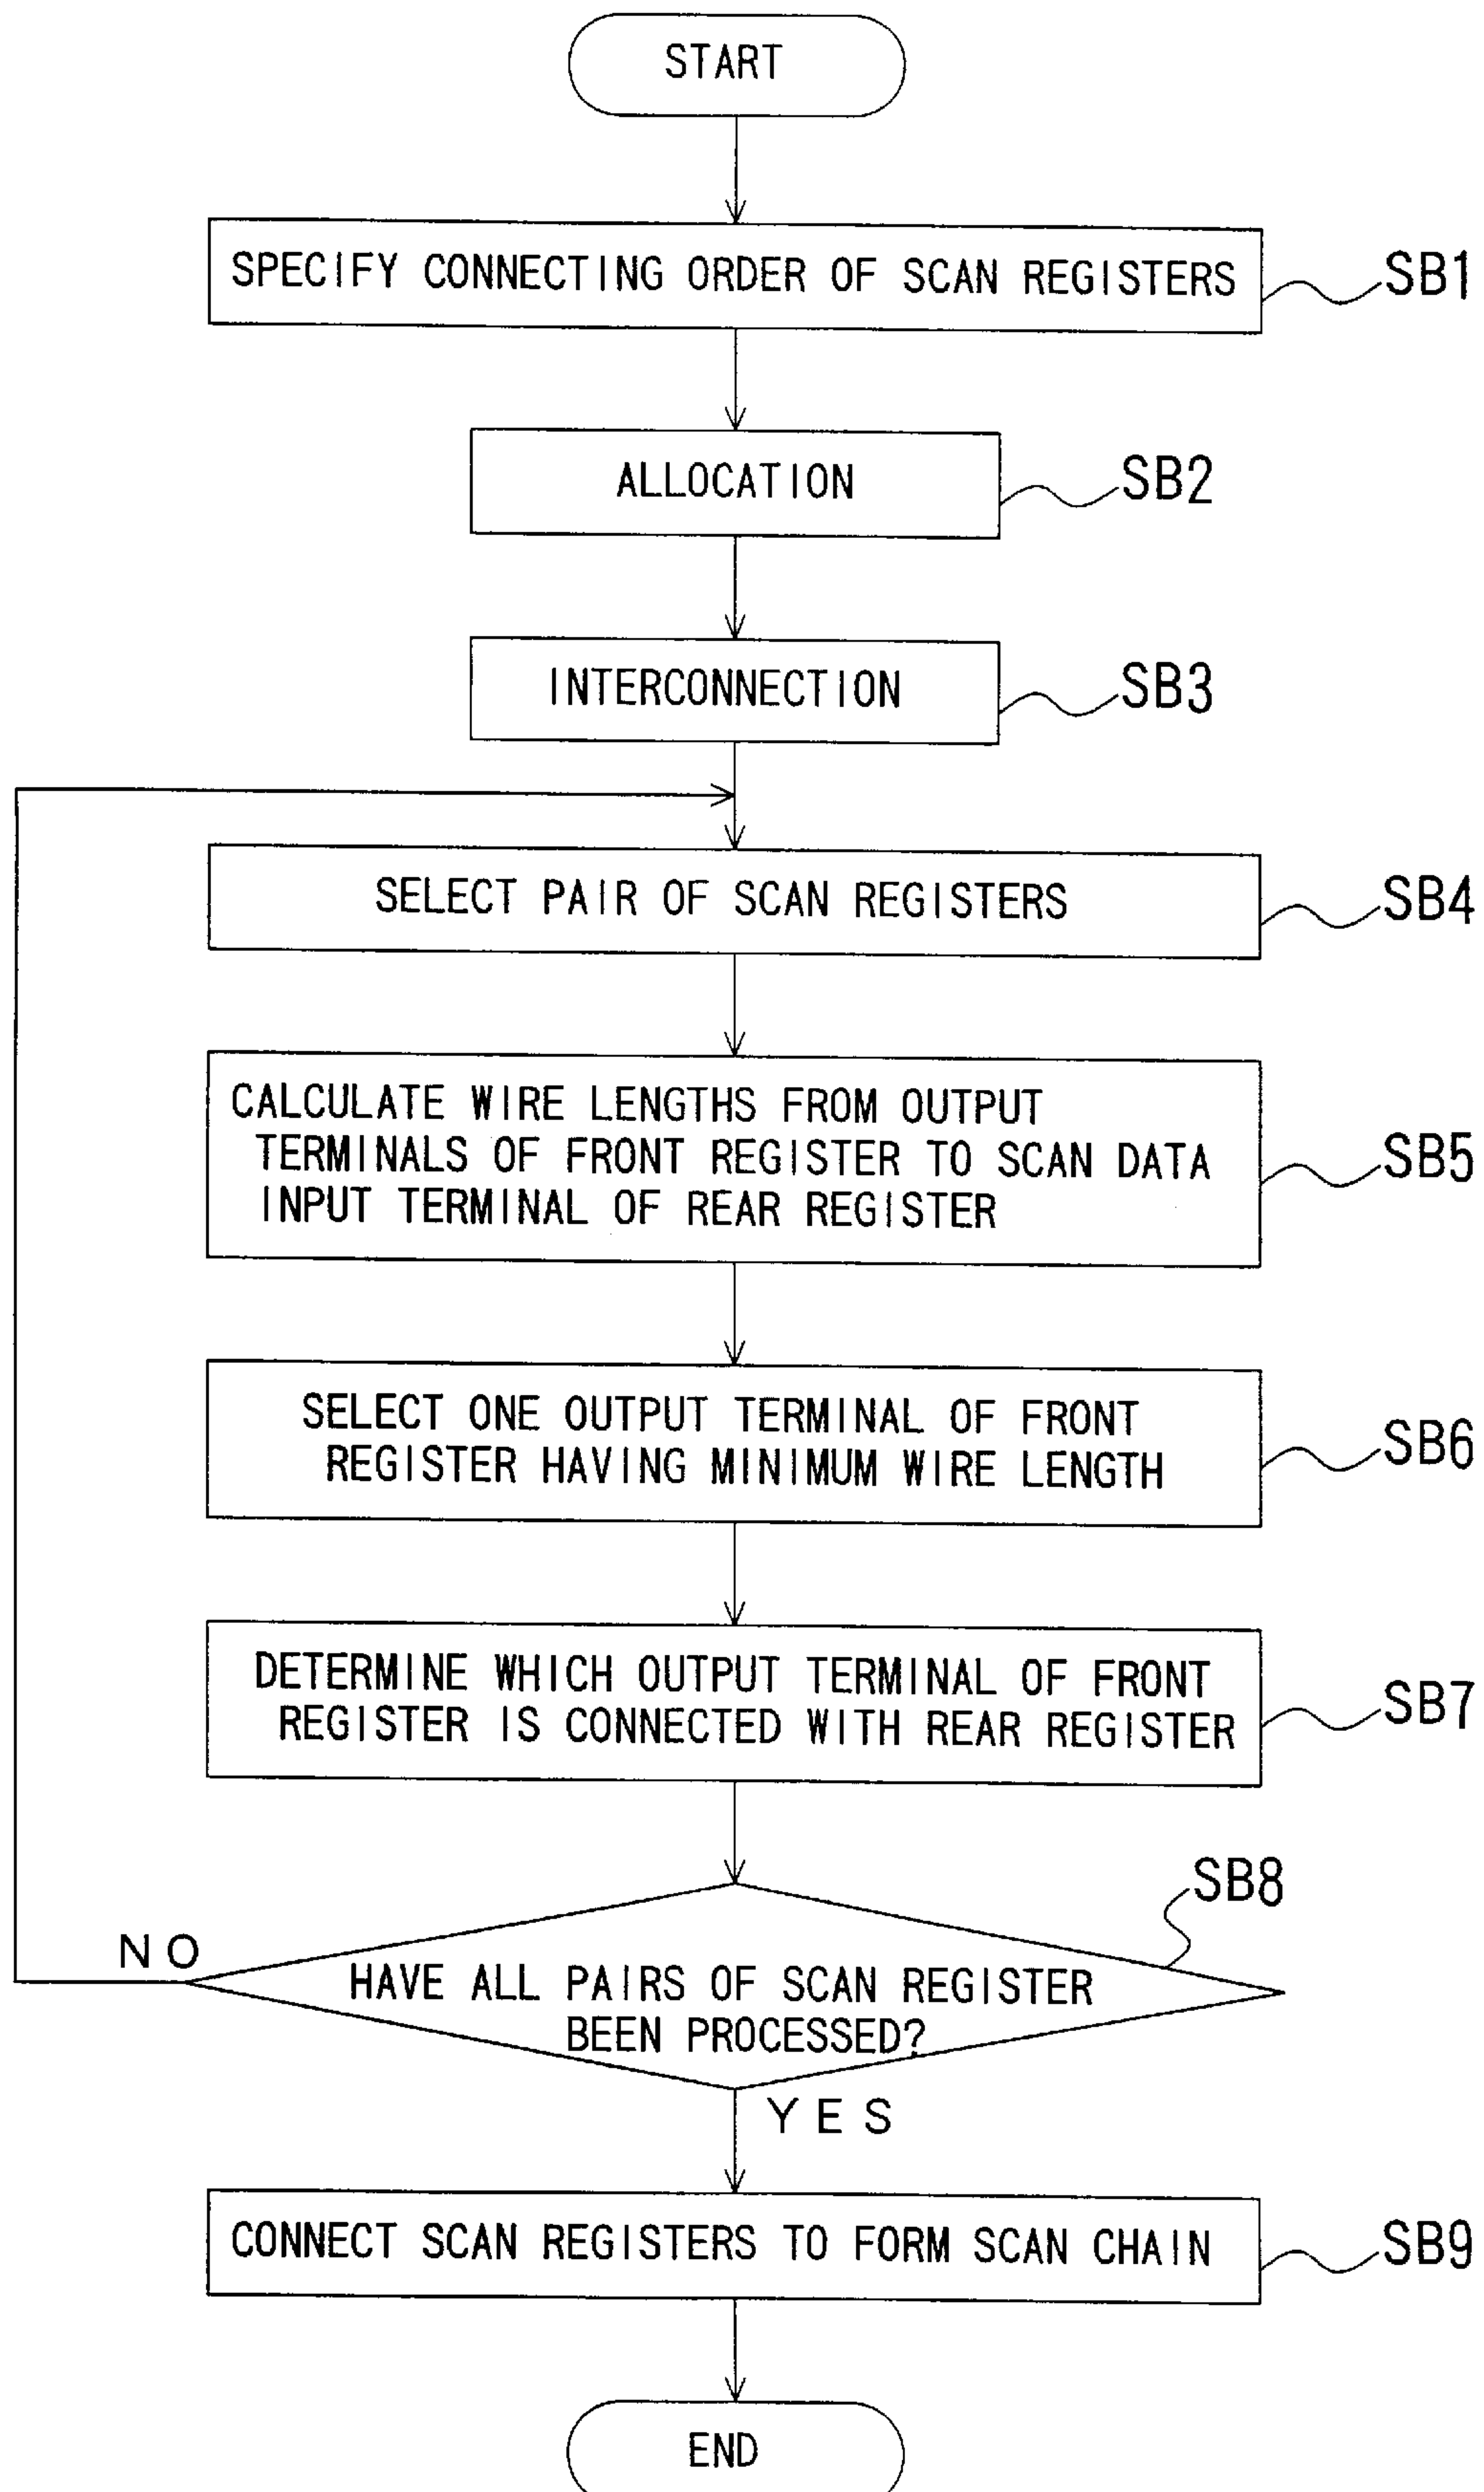 START
SPECIFY CONNECTING ORDER OF SCAN REGISTERS
SB1
ALLOCATION
SB2
INTERCONNECTION
SB3
SELECT PAIR OF SCAN REGISTERS
SB4
CALCULATE WIRE LENGTHS FROM OUTPUT
TERMINALS OF FRONT REGISTER TO SCAN DATA
INPUT TERMINAL OF REAR REGISTER
SB5
SELECT ONE OUTPUT TERMINAL OF FRONT
REGISTER HAVING MINIMUM WIRE LENGTH
SB6
DETERMINE WHICH OUTPUT TERMINAL OF FRONT
REGISTER IS CONNECTED WITH REAR REGISTER
SB7
SB8
NO
HAVE ALL PAIRS OF SCAN REGISTER
BEEN PROCESSED?
YES
CONNECT SCAN REGISTERS TO FORM SCAN CHAIN
SB9
END